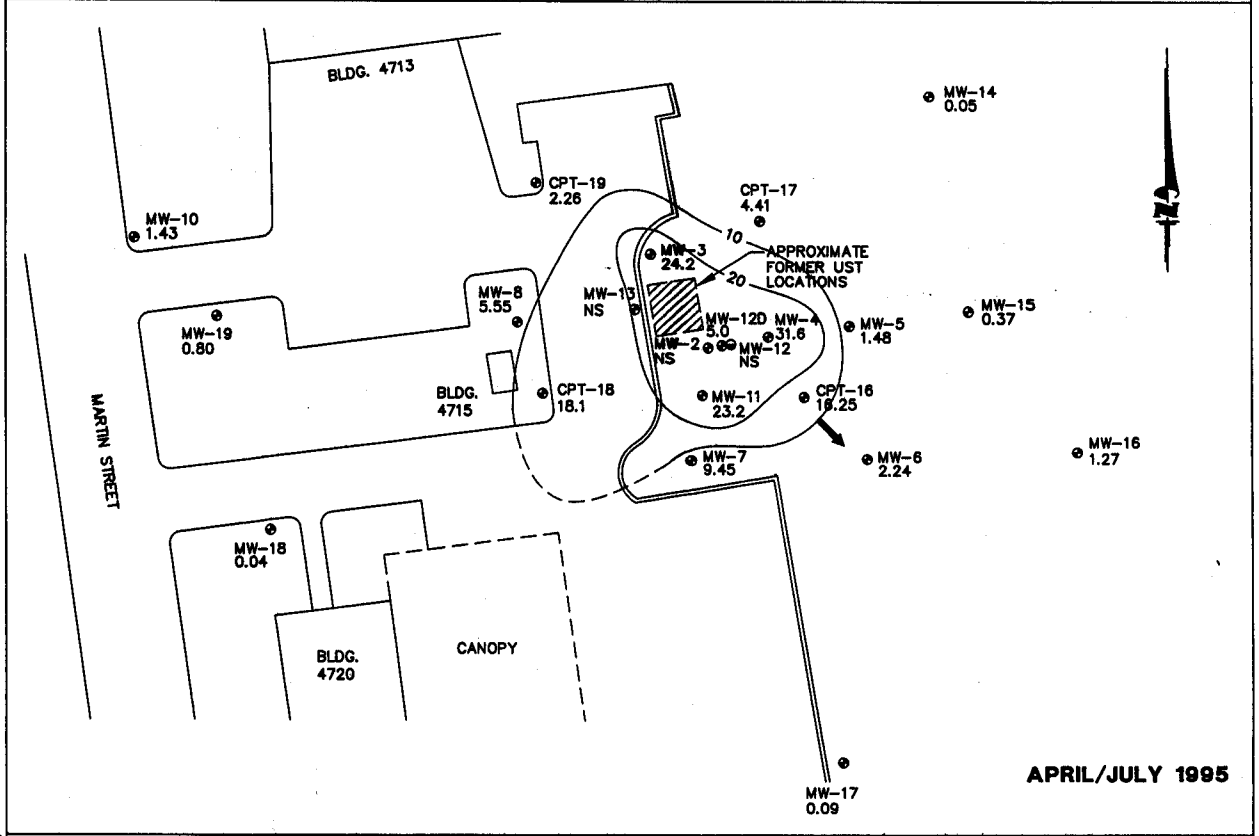 BLDG. 4713
MW-14
0.05
CPT-19
2.26
CPT-17
4.41
N
MW-10
1.43
10
MW-3
24.2
APPROXIMATE
FORMER UST
LOCATIONS
20
MW-8
5.55
MW-13
NS
MW-15
0.37
MW-19
0.80
MW-12D
5.0
MW-4
31.6
MW-5
1.48
MW-2
NS
MW-12
NS
BLDG.
4715
CPT-18
18.1
MW-11
23.2
CPT-16
16.25
MARTIN STREET
MW-7
9.45
MW-6
2.24
MW-16
1.27
MW-18
0.04
BLDG.
4720
CANOPY
APRIL/JULY 1995
MW-17
0.09